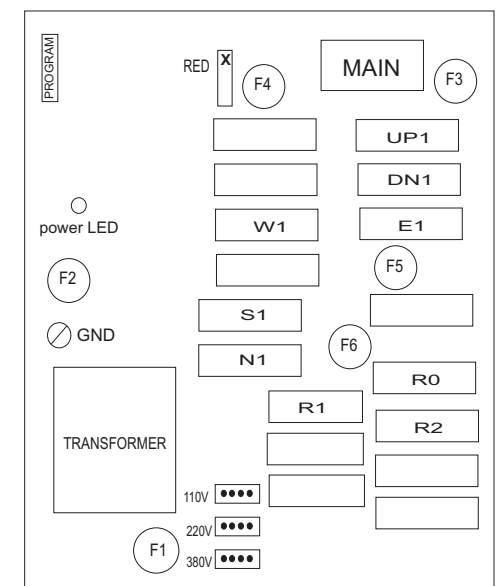 PROGRAM
RED
X
F4
MAIN
F3
UP1
DN1
power LED
W1
E1
F2
F5
S1
GND
F6
N1
R0
R1
R2
TRANSFORMER
110V
220V
F1
380V